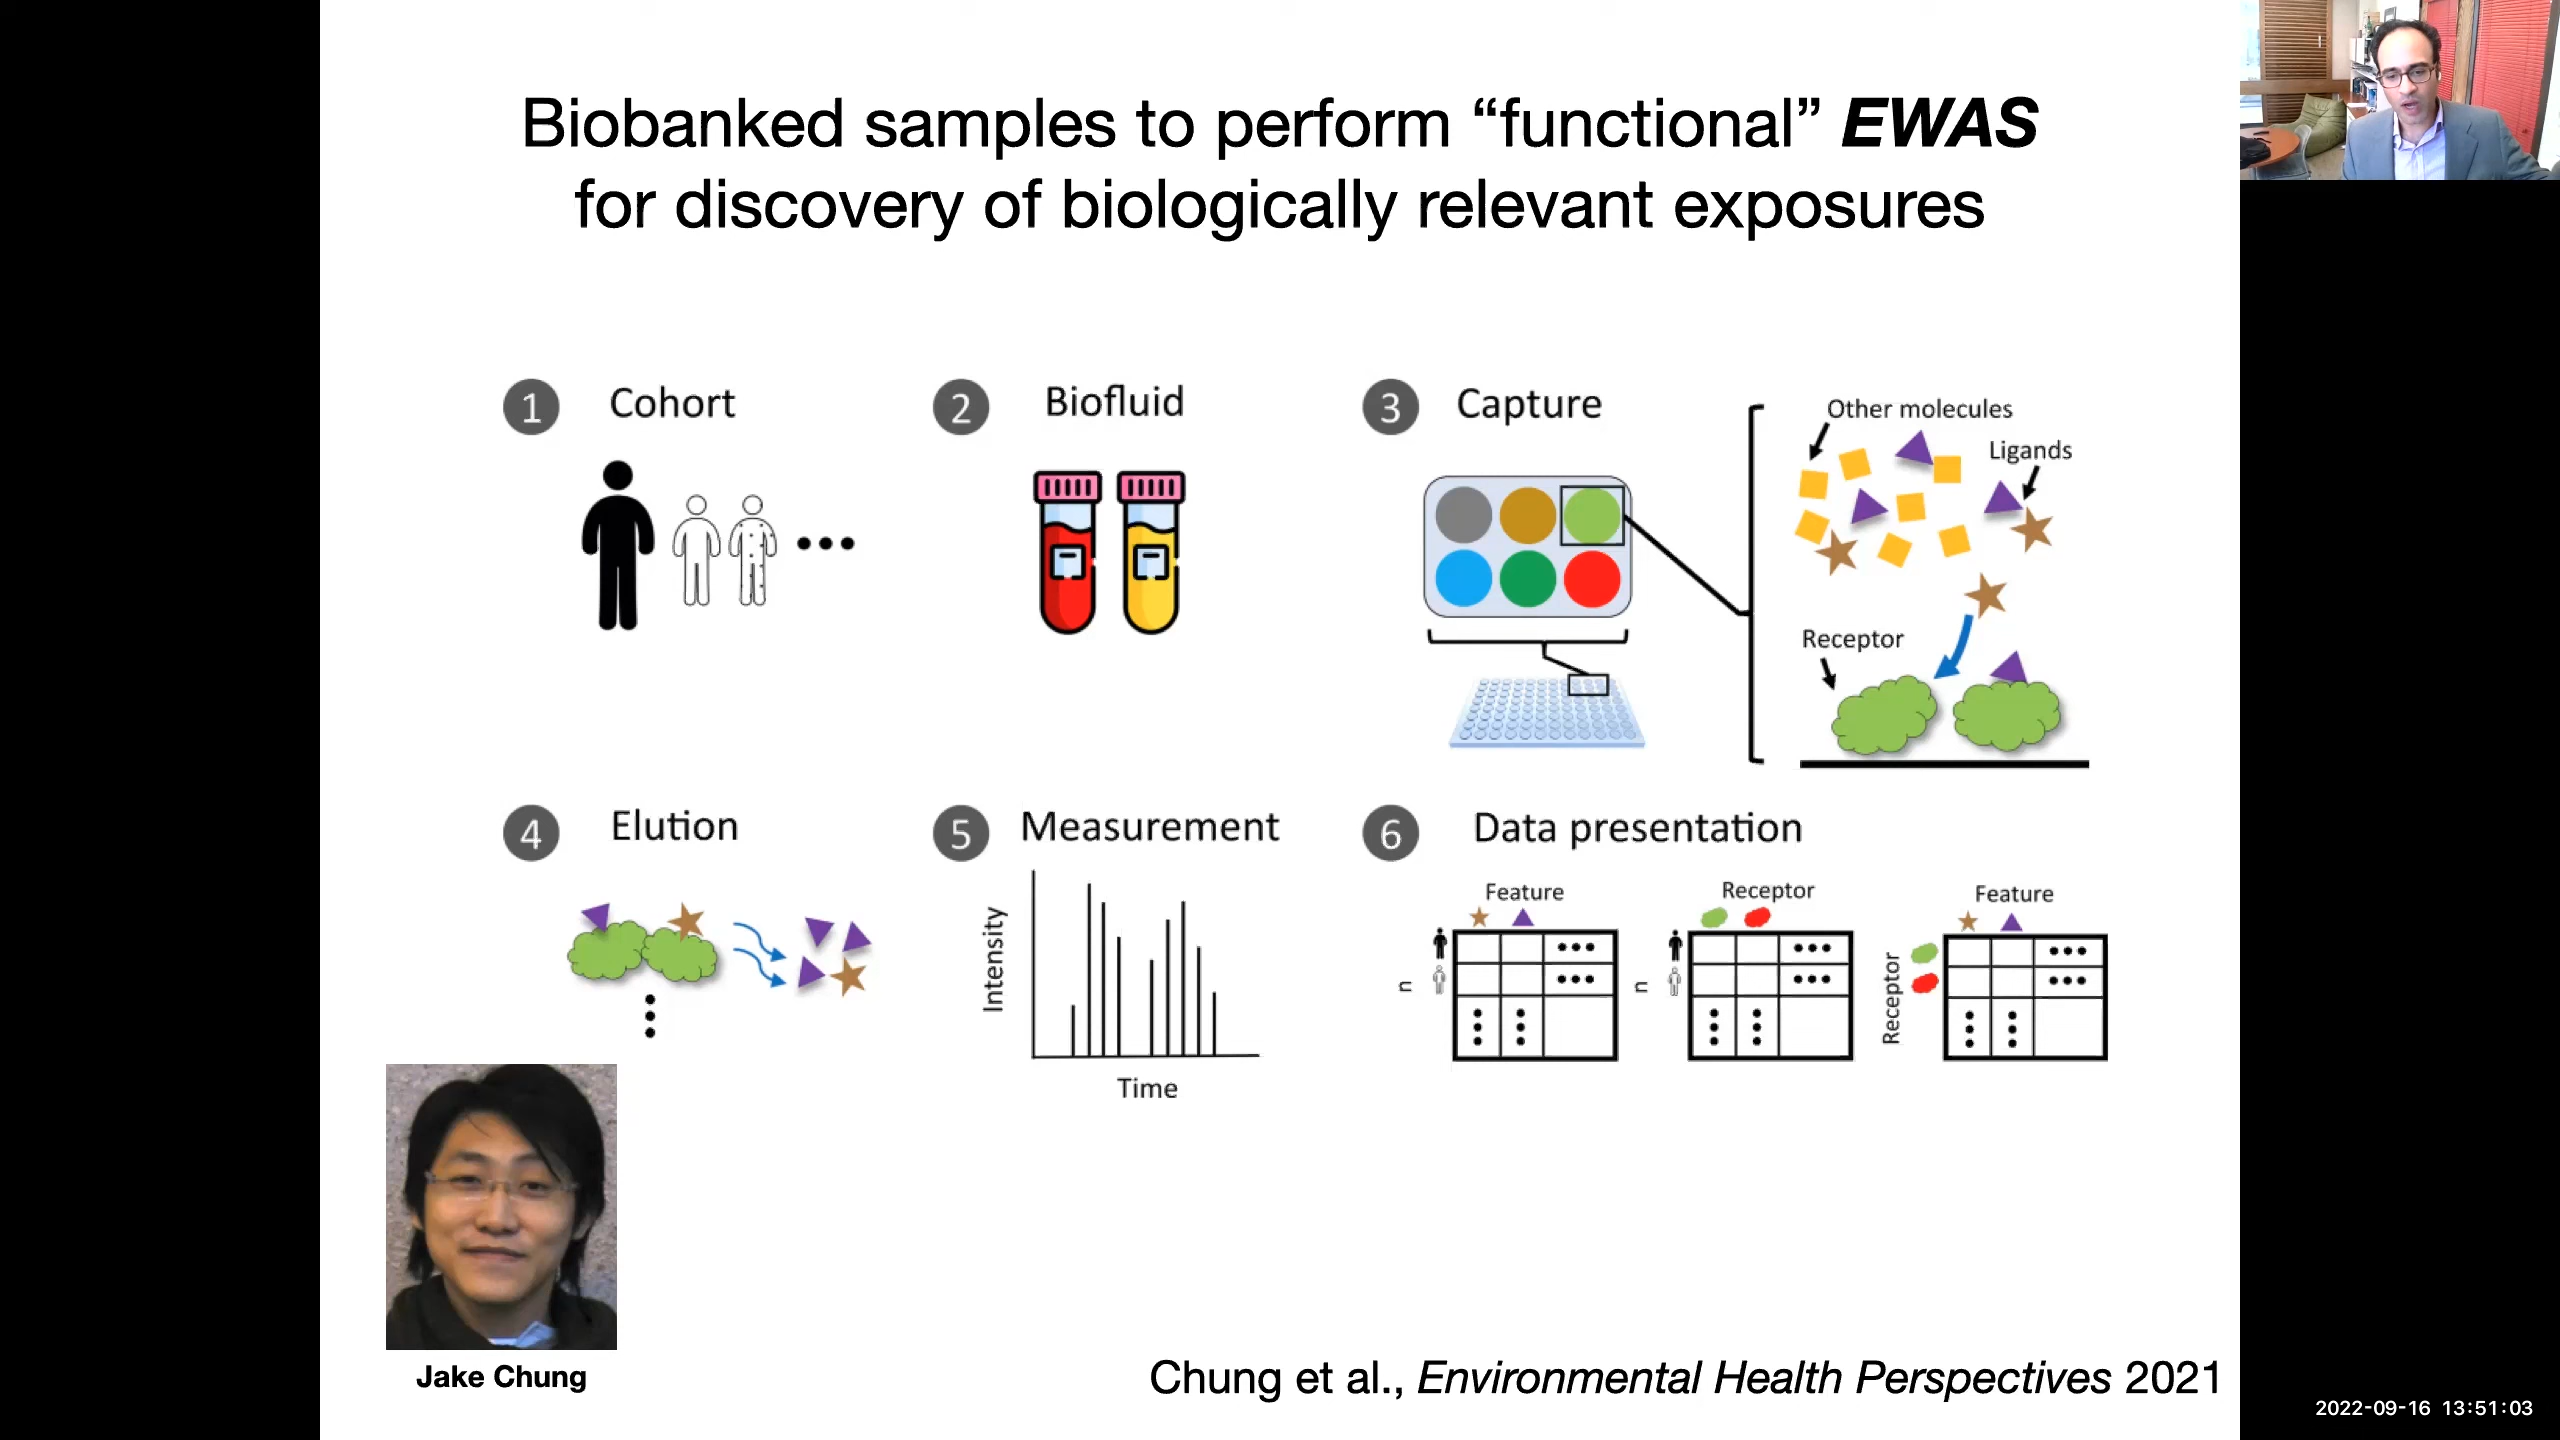 Biobanked samples to perform “functional” EWAS
for discovery of biologically relevant exposures
1 Cohort
2 Biofluid
3 Capture
Other molecules
Ligands
Receptor
4 Elution
5 Measurement
Intensity
Time
6 Data presentation
Feature
n
Receptor
n
Feature
Receptor
Jake Chung
Chung et al., Environmental Health Perspectives 2021
2022-09-16 13:51:03